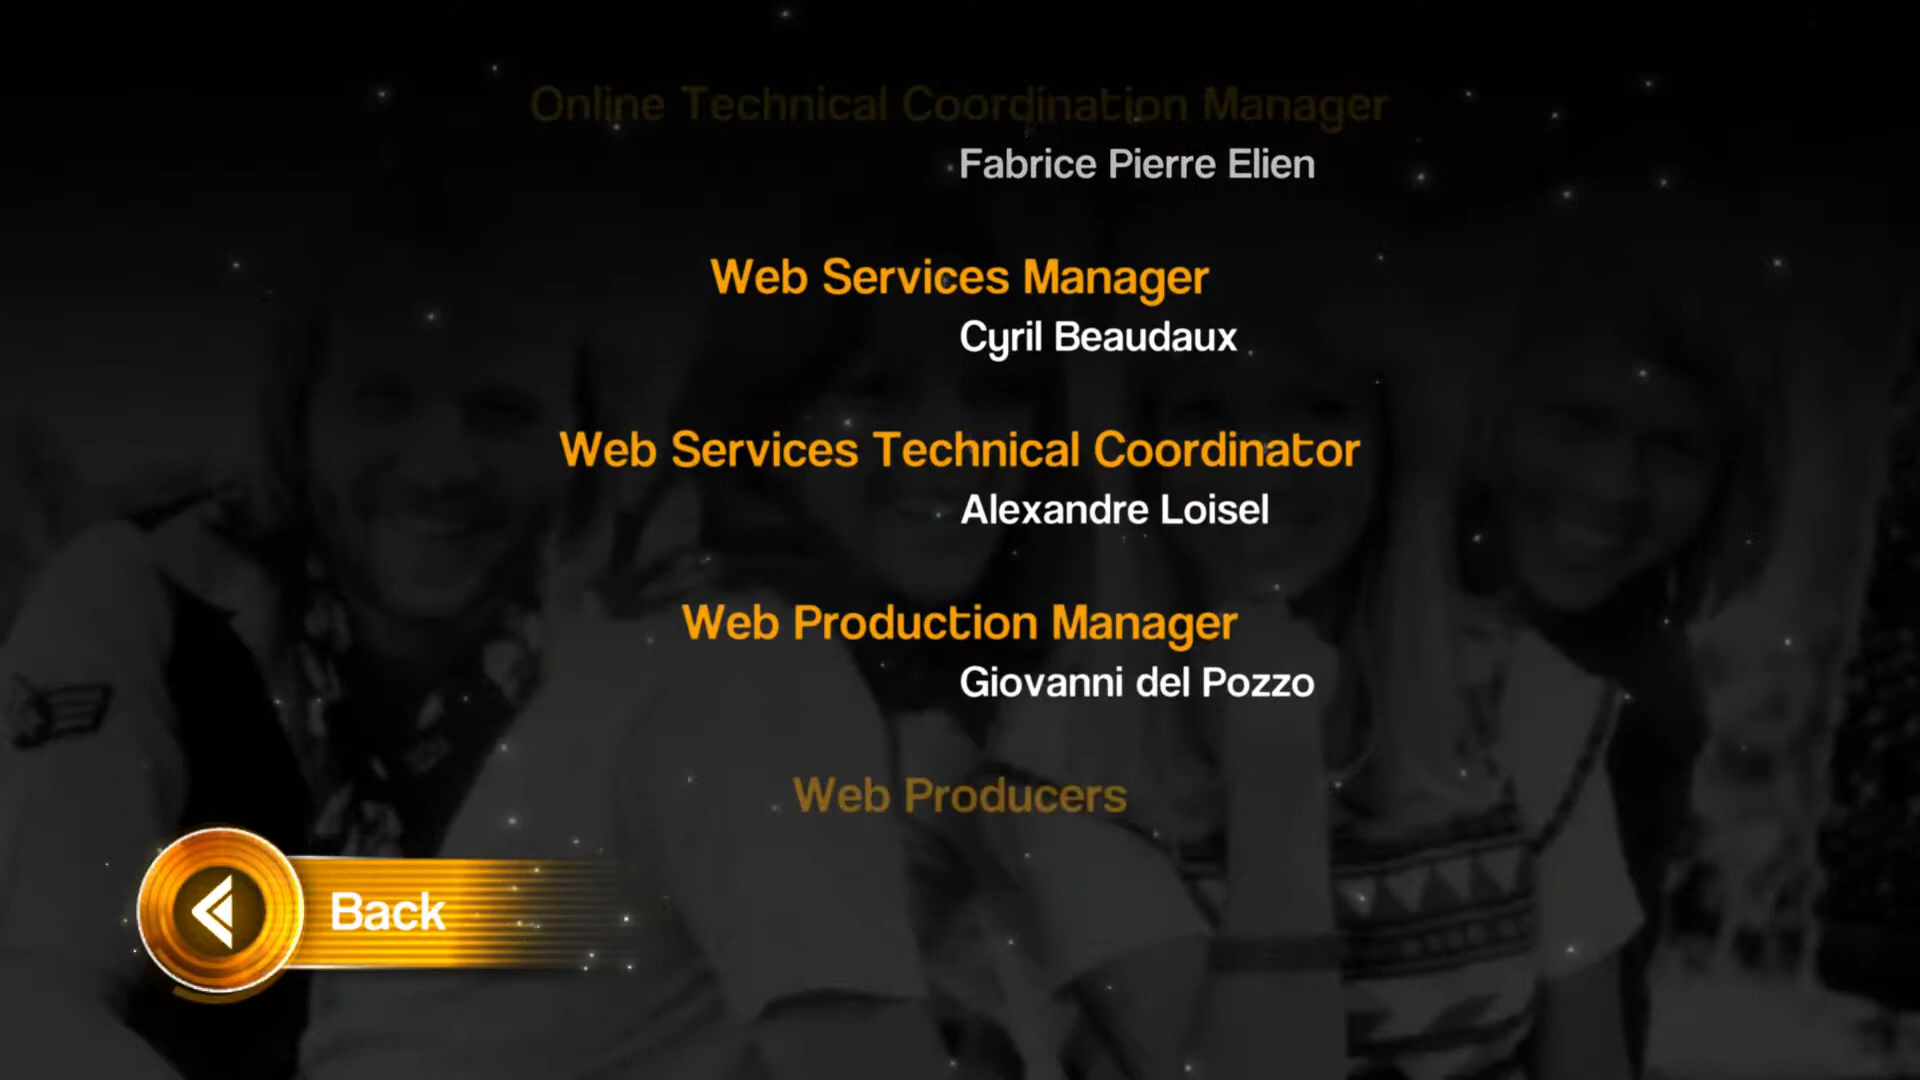 Online Technical Coordination Manager
Fabrice Pierre Elien
Web Services Manager
Cyril Beaudaux
Web Services Technical Coordinator
Alexandre Loisel
Web Production Manager
Giovanni del Pozzo
Web Producers
Back